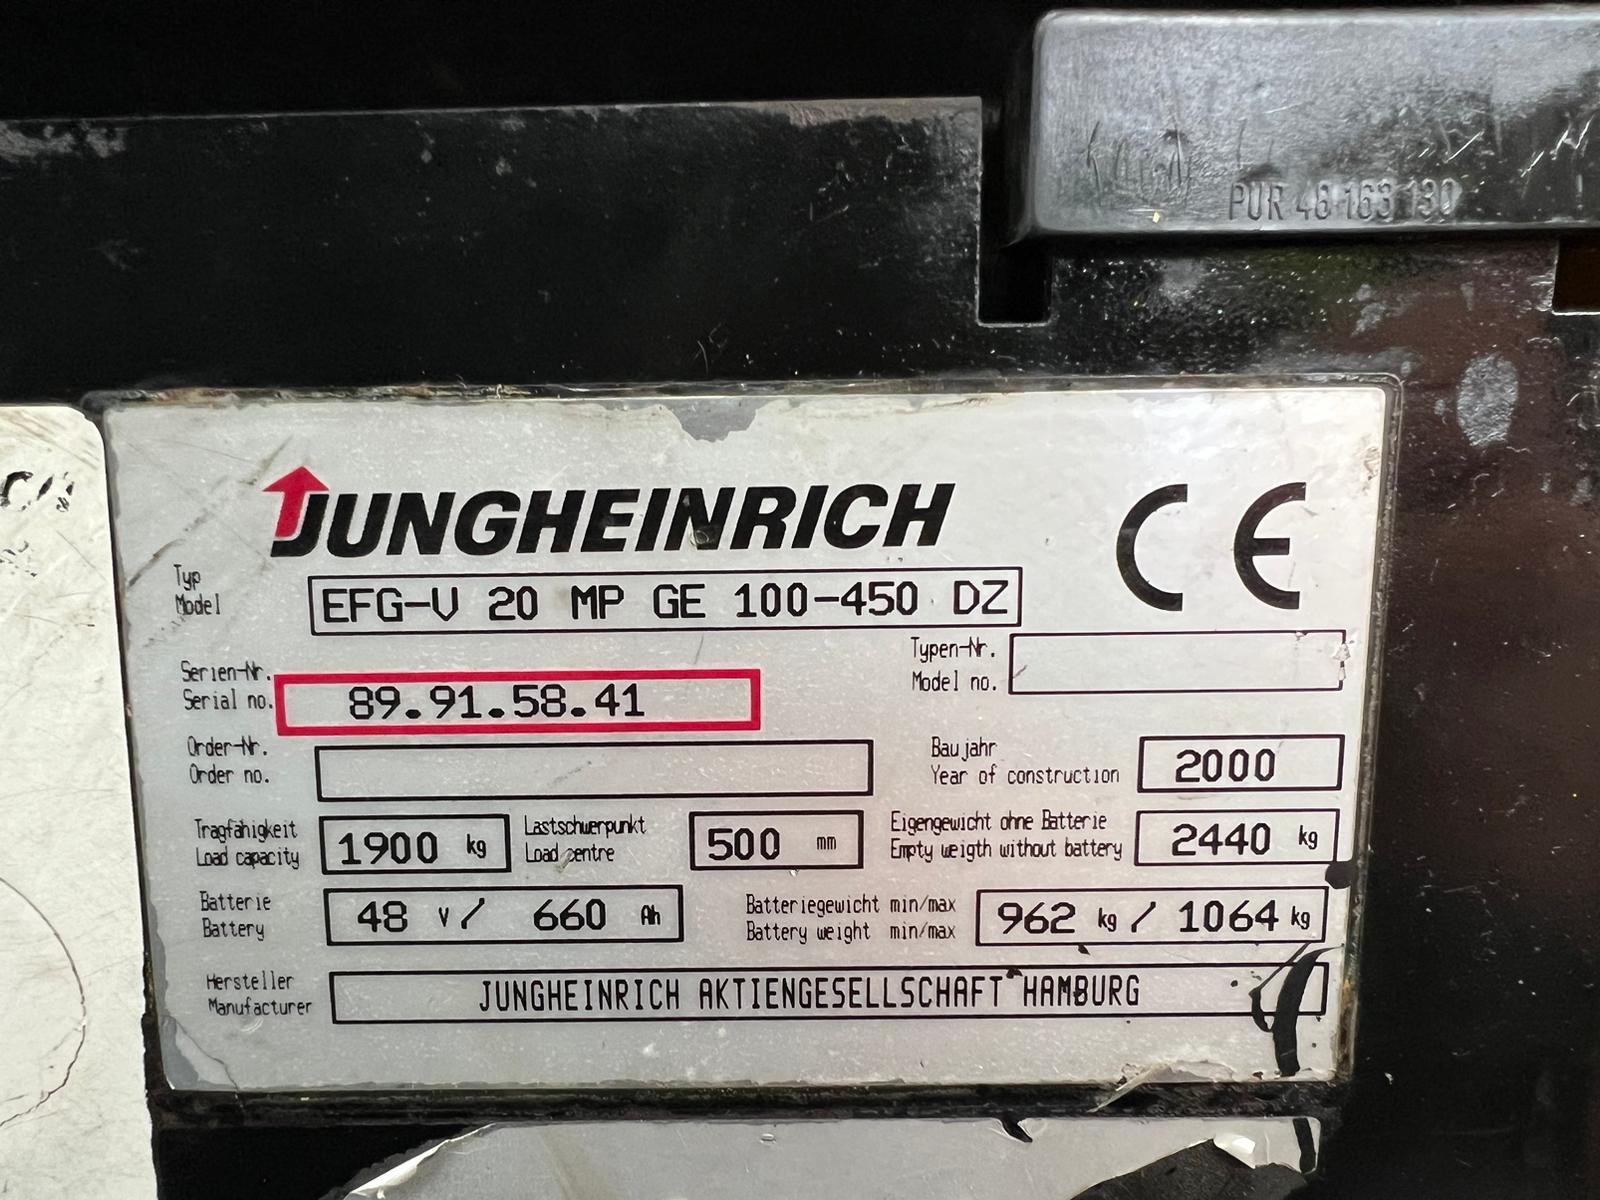 PUR 48 163 130
JUNGHEINRICH
CE
Typ
Model
EFG-V 20 MP GE 100-450 DZ
Serien-Nr.
Serial no.
89.91.58.41
Typen-Nr.
Model no.
Order-Nr.
Order no.
Baujahr
Year of construction
2000
Tragfähigkeit
Load capacity
1900 kg
Lastschwerpunkt
Load centre
500 mm
Eigengewicht ohne Batterie
Empty weigth without battery
2440 kg
Batterie
Battery
48 V / 660 Ah
Batteriegewicht min/max
Battery weight min/max
962 kg / 1064 kg
Hersteller
Manufacturer
JUNGHEINRICH AKTIENGESELLSCHAFT HAMBURG